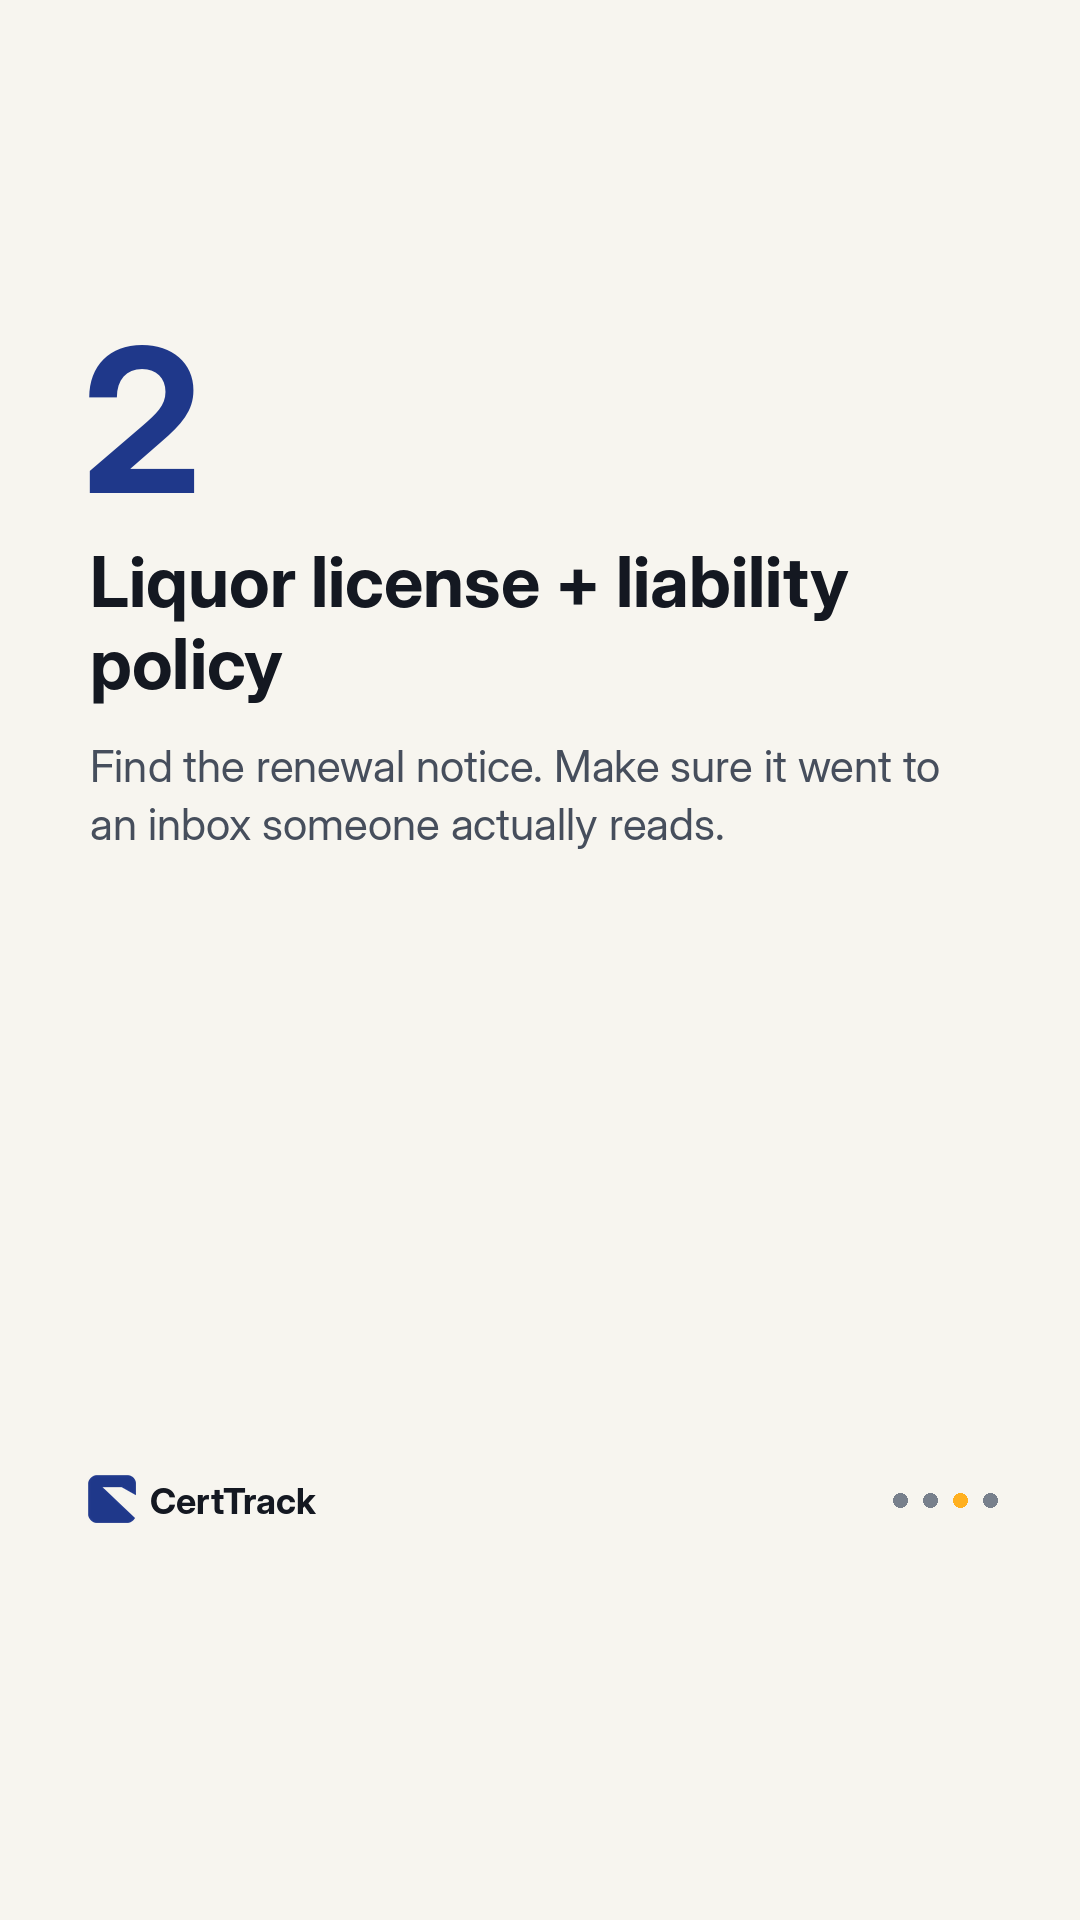 2
Liquor license + liability
policy
Find the renewal notice. Make sure it went to
an inbox someone actually reads.
CertTrack